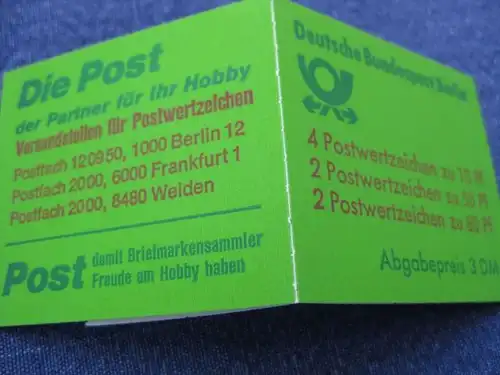 Die Post
der Partner für Ihr Hobby
Versandstellen für Postwertzeichen
Postfach 120950, 1000 Berlin 12
Postfach 2000, 6000 Frankfurt 1
Postfach 2000, 8480 Weiden
Post damit Briefmarkensammler
Freude am Hobby haben
Deutsche Bundespost Berlin
4 Postwertzeichen zu 10 Pf
2 Postwertzeichen zu 50 Pf
2 Postwertzeichen zu 80 Pf
Abgabepreis 3 DM